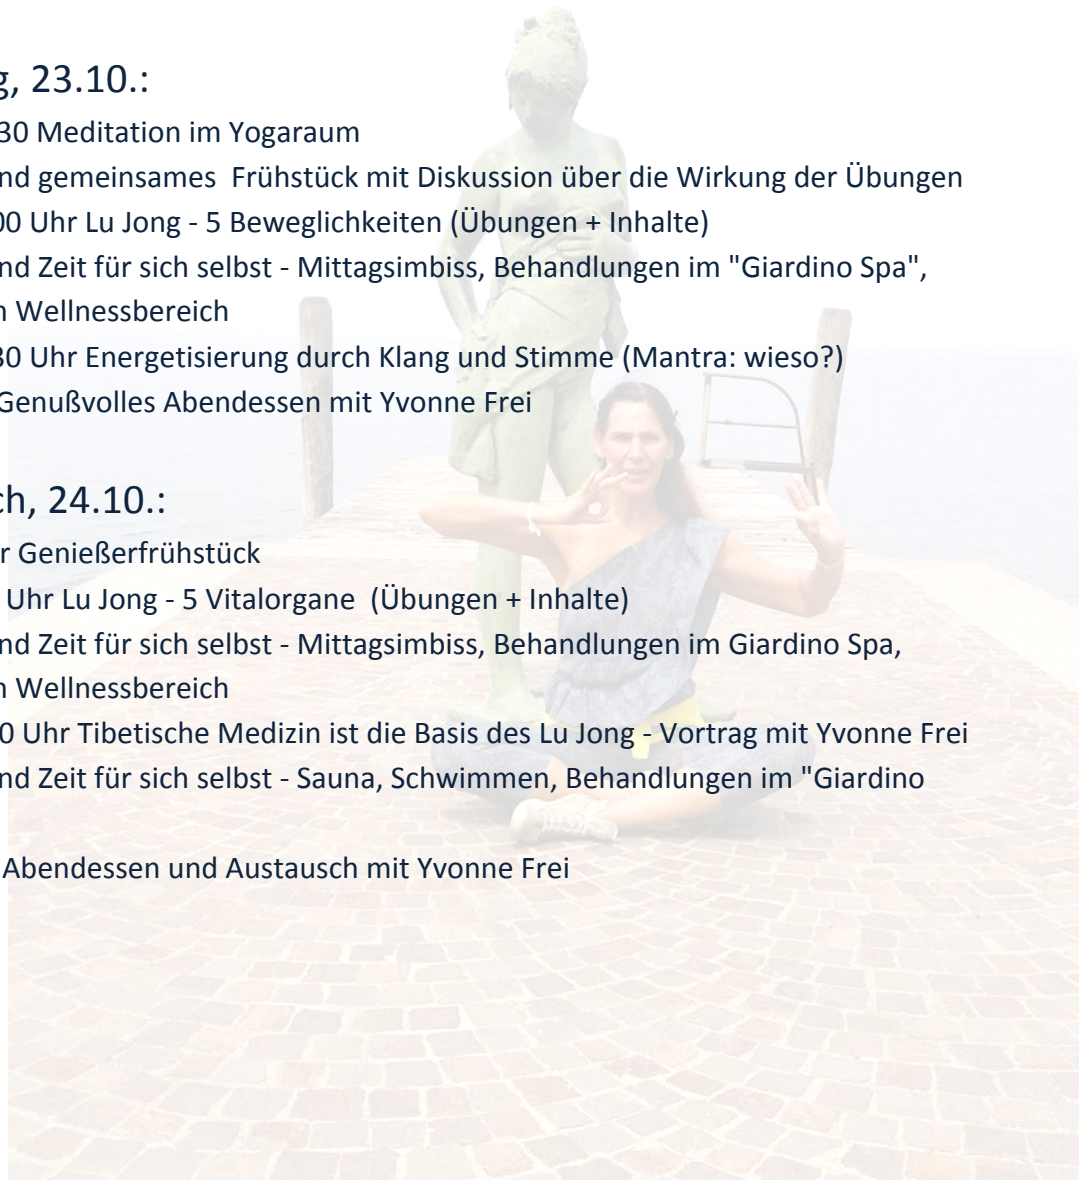 g, 23.10.:
30 Meditation im Yogaraum
nd gemeinsames  Frühstück mit Diskussion über die Wirkung der Übungen
00 Uhr Lu Jong - 5 Beweglichkeiten (Übungen + Inhalte)
nd Zeit für sich selbst - Mittagsimbiss, Behandlungen im "Giardino Spa",
n Wellnessbereich
30 Uhr Energetisierung durch Klang und Stimme (Mantra: wieso?)
Genußvolles Abendessen mit Yvonne Frei
ch, 24.10.:
r Genießerfrühstück
Uhr Lu Jong - 5 Vitalorgane  (Übungen + Inhalte)
nd Zeit für sich selbst - Mittagsimbiss, Behandlungen im Giardino Spa,
n Wellnessbereich
0 Uhr Tibetische Medizin ist die Basis des Lu Jong - Vortrag mit Yvonne Frei
nd Zeit für sich selbst - Sauna, Schwimmen, Behandlungen im "Giardino
Abendessen und Austausch mit Yvonne Frei